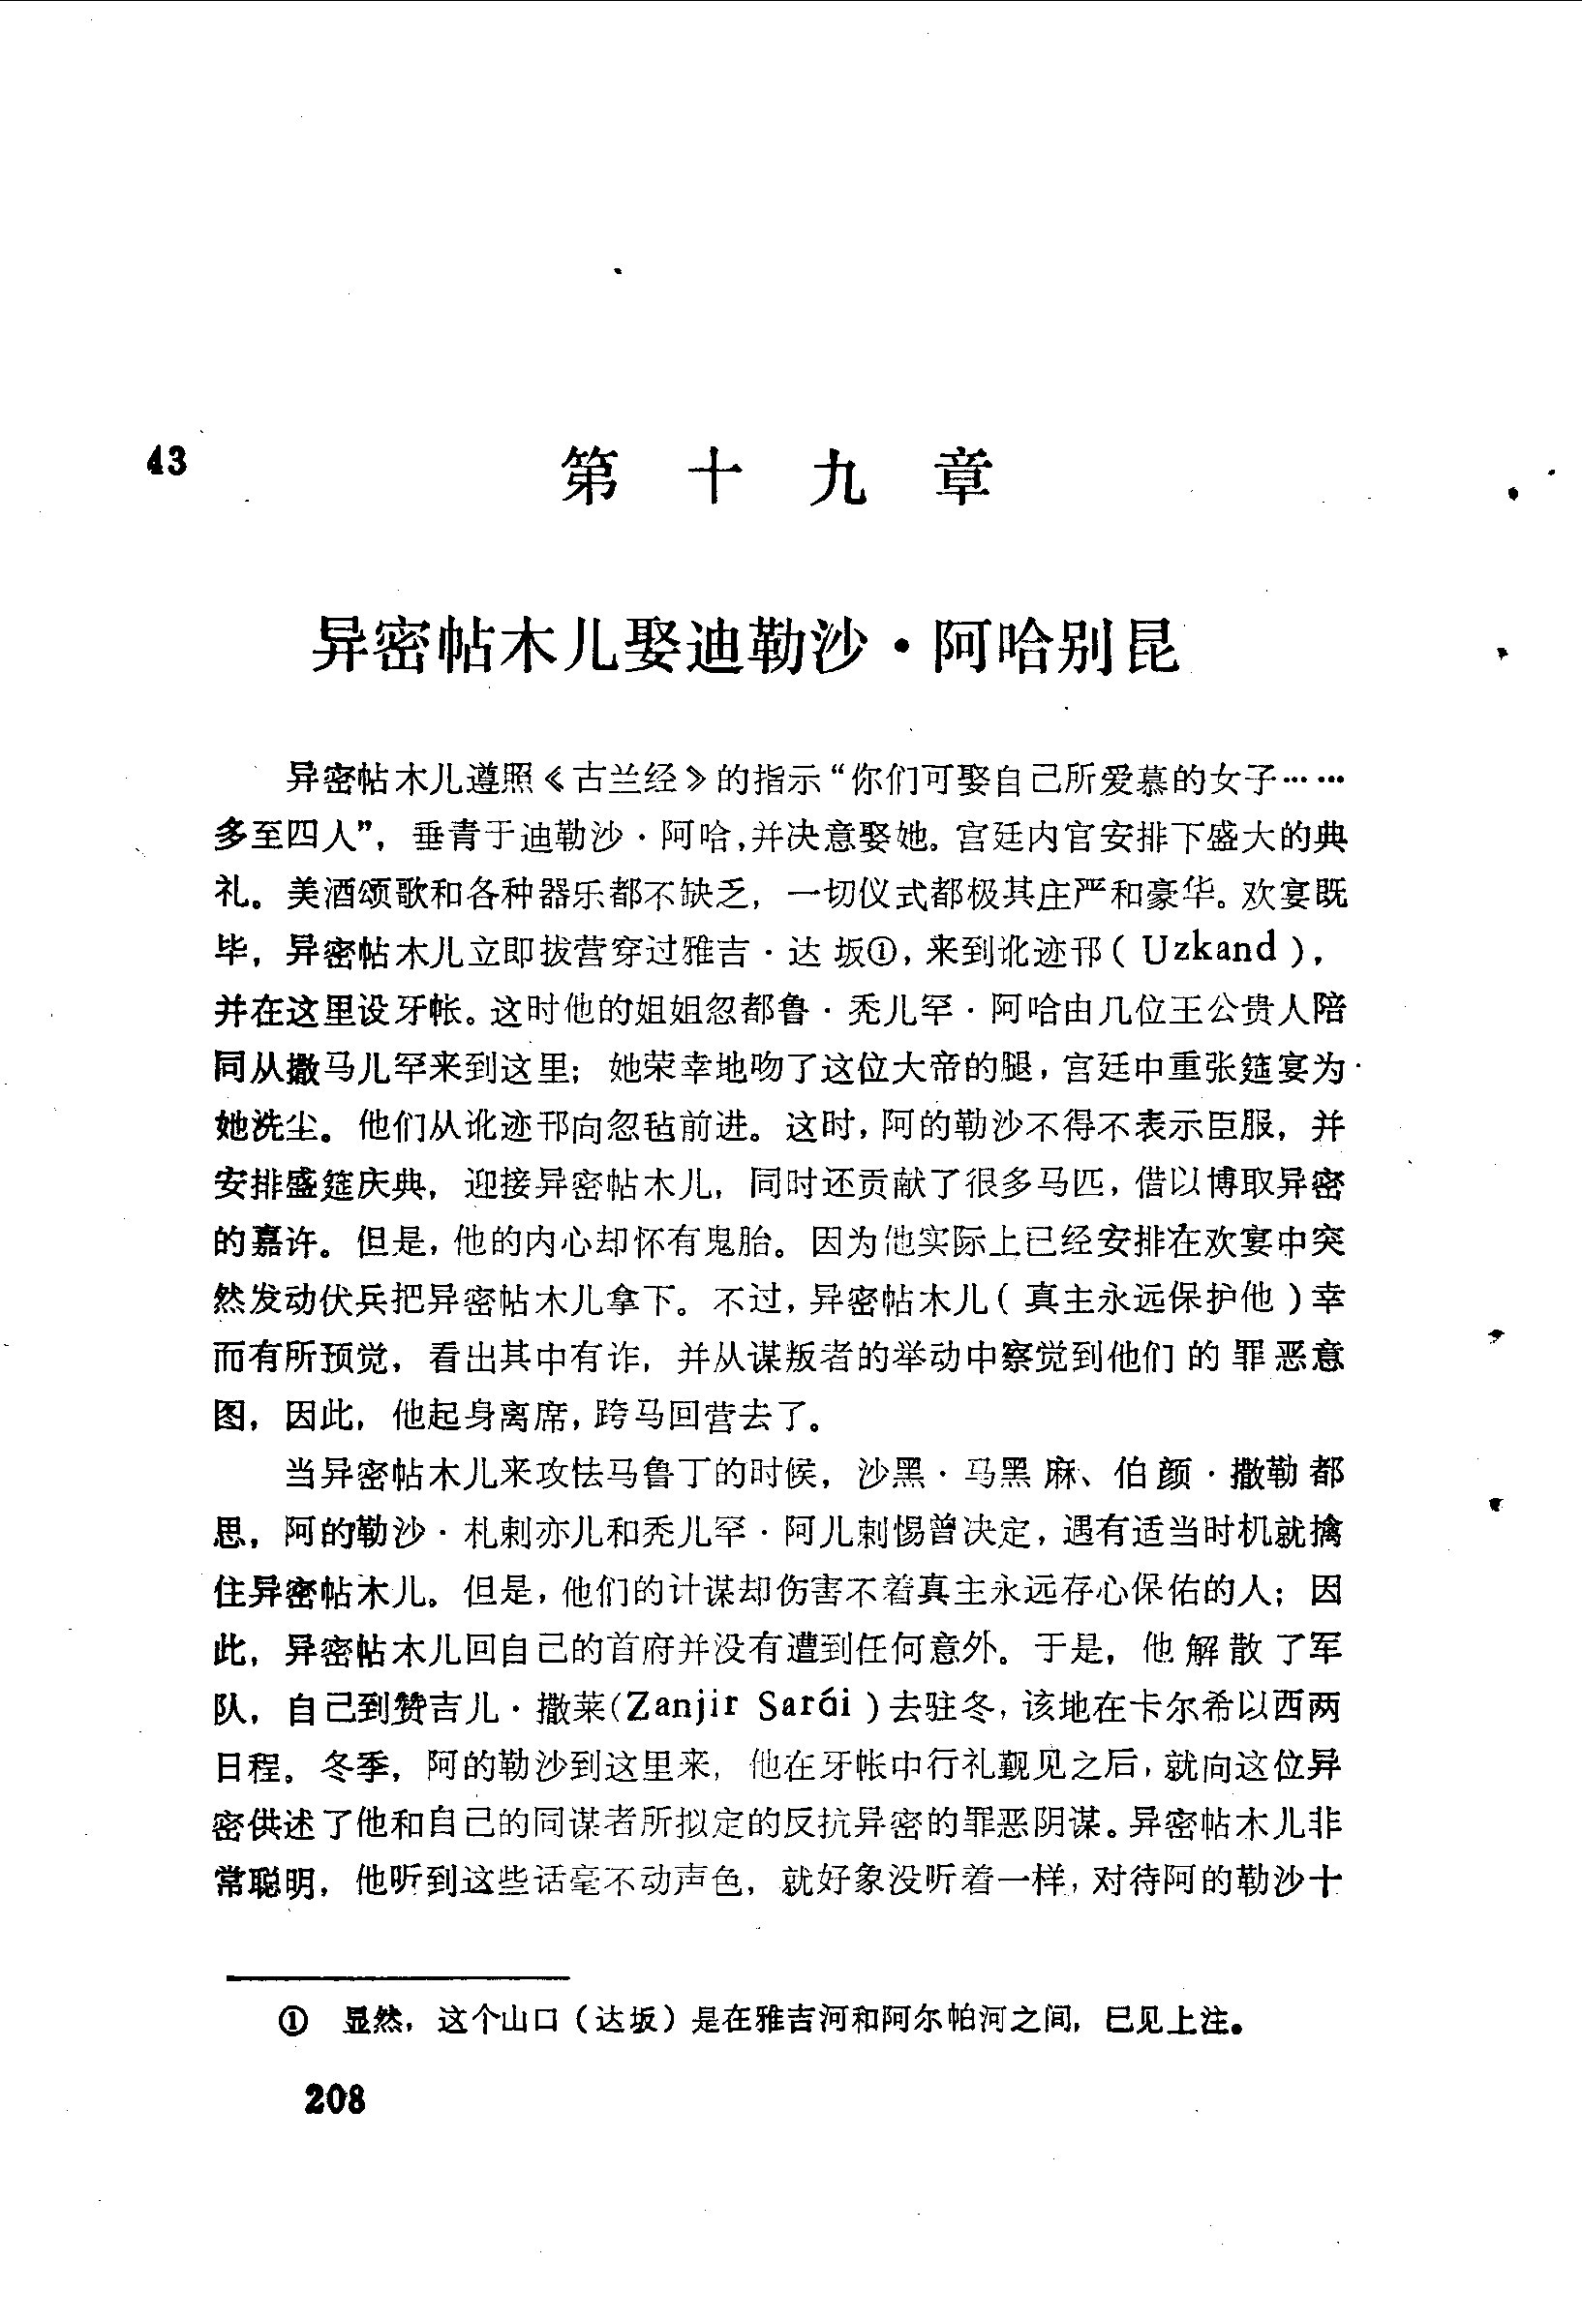 43
第十九章
异密帖木儿娶迪勒沙·阿哈别昆
异密帖木儿遵照《古兰经》的指示“你们可娶自己所爱慕的女子……
多至四人”，垂青于迪勒沙·阿哈，并决意娶她。宫廷内官安排下盛大的典
礼。美酒颂歌和各种器乐都不缺乏，一切仪式都极其庄严和豪华。欢宴既
毕，异密帖木儿立即拔营穿过雅吉·达坂①，来到讹迹邗（Uzkand），
并在这里设牙帐。这时他的姐姐忽都鲁·秃儿罕·阿哈由几位王公贵人陪
同从撒马儿罕来到这里；她荣幸地吻了这位大帝的腿，宫廷中重张筵宴为
她洗尘。他们从讹迹邗向忽毡前进。这时，阿的勒沙不得不表示臣服，并
安排盛筵庆典，迎接异密帖木儿，同时还贡献了很多马匹，借以博取异密
的嘉许。但是，他的内心却怀有鬼胎。因为他实际上已经安排在欢宴中突
然发动伏兵把异密帖木儿拿下。不过，异密帖木儿（真主永远保护他）幸
而有所预觉，看出其中有诈，并从谋叛者的举动中察觉到他们的罪恶意
图，因此，他起身离席，跨马回营去了。
当异密帖木儿来攻怯马鲁丁的时候，沙黑·马黑麻、伯颜·撒勒都
思，阿的勒沙·札剌亦儿和秃儿罕·阿儿剌惕曾决定，遇有适当时机就擒
住异密帖木儿。但是，他们的计谋却伤害不着真主永远存心保佑的人；因
此，异密帖木儿回自己的首府并没有遭到任何意外。于是，他解散了军
队，自己到赞吉儿·撒莱（Zanjir Sarái）去驻冬，该地在卡尔希以西两
日程。冬季，阿的勒沙到这里来，他在牙帐中行礼觐见之后，就向这位异
密供述了他和自己的同谋者所拟定的反抗异密的罪恶阴谋。异密帖木儿非
常聪明，他听到这些话毫不动声色，就好象没听着一样，对待阿的勒沙十
① 显然，这个山口（达坂）是在雅吉河和阿尔帕河之间，已见上注。
208